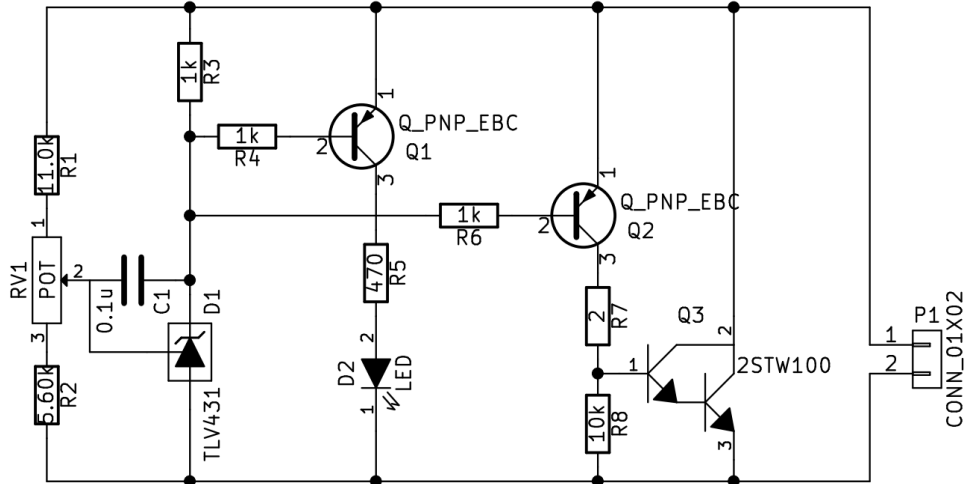 1k
R3
1k
R4
2
1
Q_PNP_EBC
Q1
3
11.0k
R1
1
RV1
POT
2
3
0.1u
C1
D1
TLV431
5.60k
R2
1k
R6
2
1
Q_PNP_EBC
Q2
3
470
R5
2
D2
LED
1
2
R7
10k
R8
Q3
1
2
2STW100
3
P1
1
2
CONN_01X02